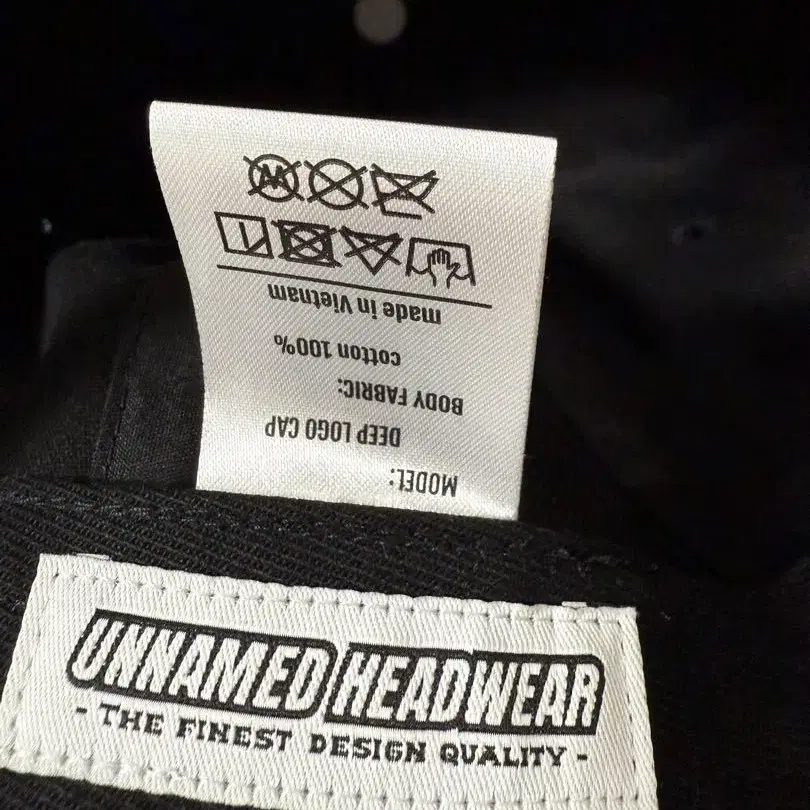 MODEL:
DEEP LOGO CAP
BODY FABRIC:
cotton 100%
made in Vietnam
UNNAMED HEADWEAR
- THE FINEST DESIGN QUALITY -